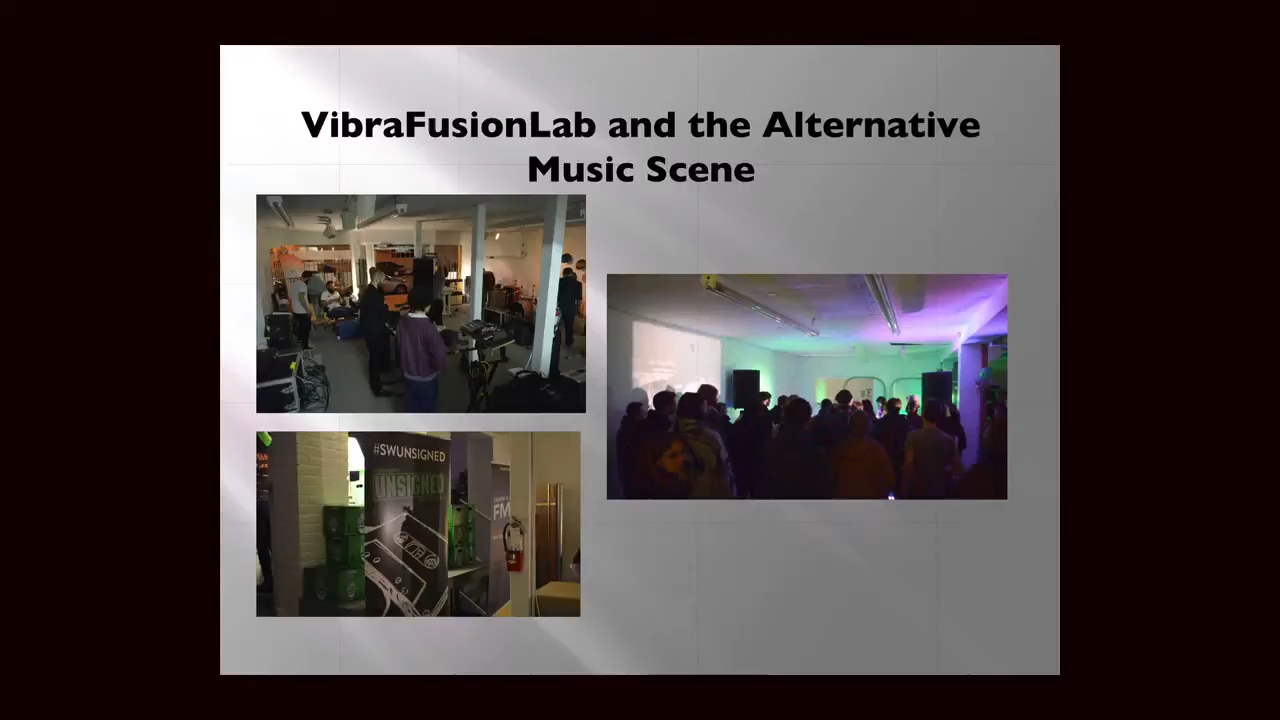 VibraFusionLab and the Alternative
Music Scene
#SWUNSIGNED
UNSIGNED
FM